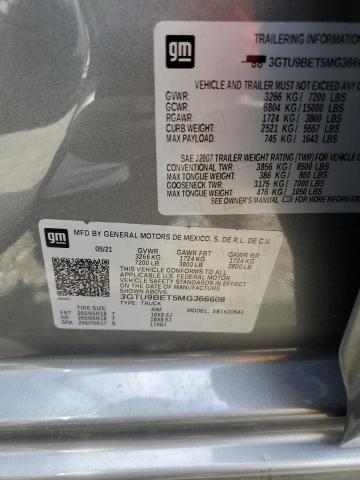 gm
TRAILERING INFORMATION
3GTU9BET5MG3666
VEHICLE AND TRAILER MUST NOT EXCEED ANY
GVWR: 3266 KG / 7200 LBS
GCWR: 6804 KG / 15000 LBS
RGAWR: 1724 KG / 3800 LBS
CURB WEIGHT: 2521 KG / 5557 LBS
MAX PAYLOAD: 745 KG / 1643 LBS
SAE J2807 TRAILER WEIGHT RATING (TWR) FOR
CONVENTIONAL TWR: 3856 KG / 8500 LBS
MAX TONGUE WEIGHT: 386 KG / 850 LBS
GOOSENECK TWR: 3175 KG / 7000 LBS
MAX TONGUE WEIGHT: 476 KG / 1050 LBS
SEE OWNER'S MANUAL FOR
gm
MFD BY GENERAL MOTORS DE MEXICO, S. DE R.L. DE C.V.
05/21 GVWR GAWR FRT GAWR RR
3266 KG 1724 KG 1724 KG
7200 LB 3800 LB 3800 LB
THIS VEHICLE CONFORMS TO ALL
APPLICABLE U.S. FEDERAL MOTOR
VEHICLE SAFETY STANDARDS IN
EFFECT ON THE DATE OF
MANUFACTURE SHOWN ABOVE.
3GTU9BET5MG366608
TYPE: TRUCK
TIRE SIZE RIM MODEL:
FRT 265/65R18 T 18X8.5J
RR 265/65R18 T 18X8.5J
SPA 255/70R17 S 17X8J